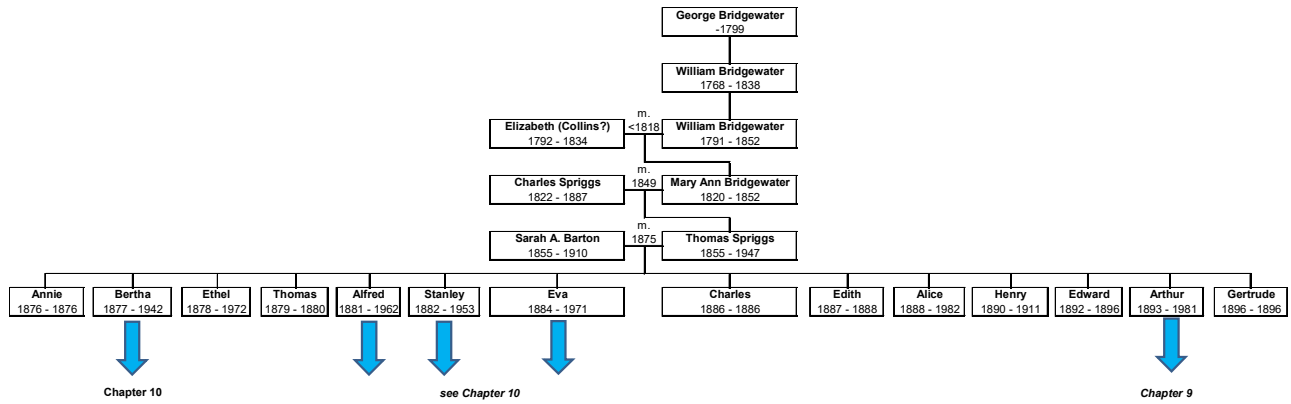 George Bridgewater
-1799
William Bridgewater
1768 - 1838
m.
<1818
Elizabeth (Collins?)
1792 - 1834
William Bridgewater
1791 - 1852
m.
1849
Charles Spriggs
1822 - 1887
Mary Ann Bridgewater
1820 - 1852
m.
1875
Sarah A. Barton
1855 - 1910
Thomas Spriggs
1855 - 1947
Annie
1876 - 1876
Bertha
1877 - 1942
Ethel
1878 - 1972
Thomas
1879 - 1880
Alfred
1881 - 1962
Stanley
1882 - 1953
Eva
1884 - 1971
Charles
1886 - 1886
Edith
1887 - 1888
Alice
1888 - 1982
Henry
1890 - 1911
Edward
1892 - 1896
Arthur
1893 - 1981
Gertrude
1896 - 1896
Chapter 10
see Chapter 10
Chapter 9